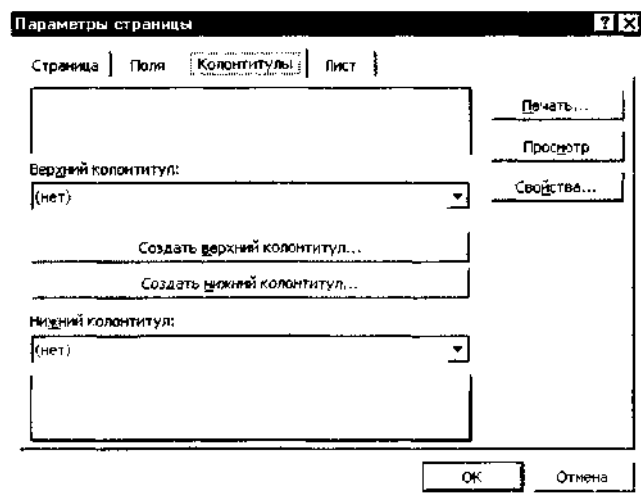 Параметры страницы
Страница Поля Колонтитулы Лист
Печать...
Просмотр
Верхний колонтитул:
(нет)
Свойства...
Создать верхний колонтитул...
Создать нижний колонтитул...
Нижний колонтитул:
(нет)
OK Отмена